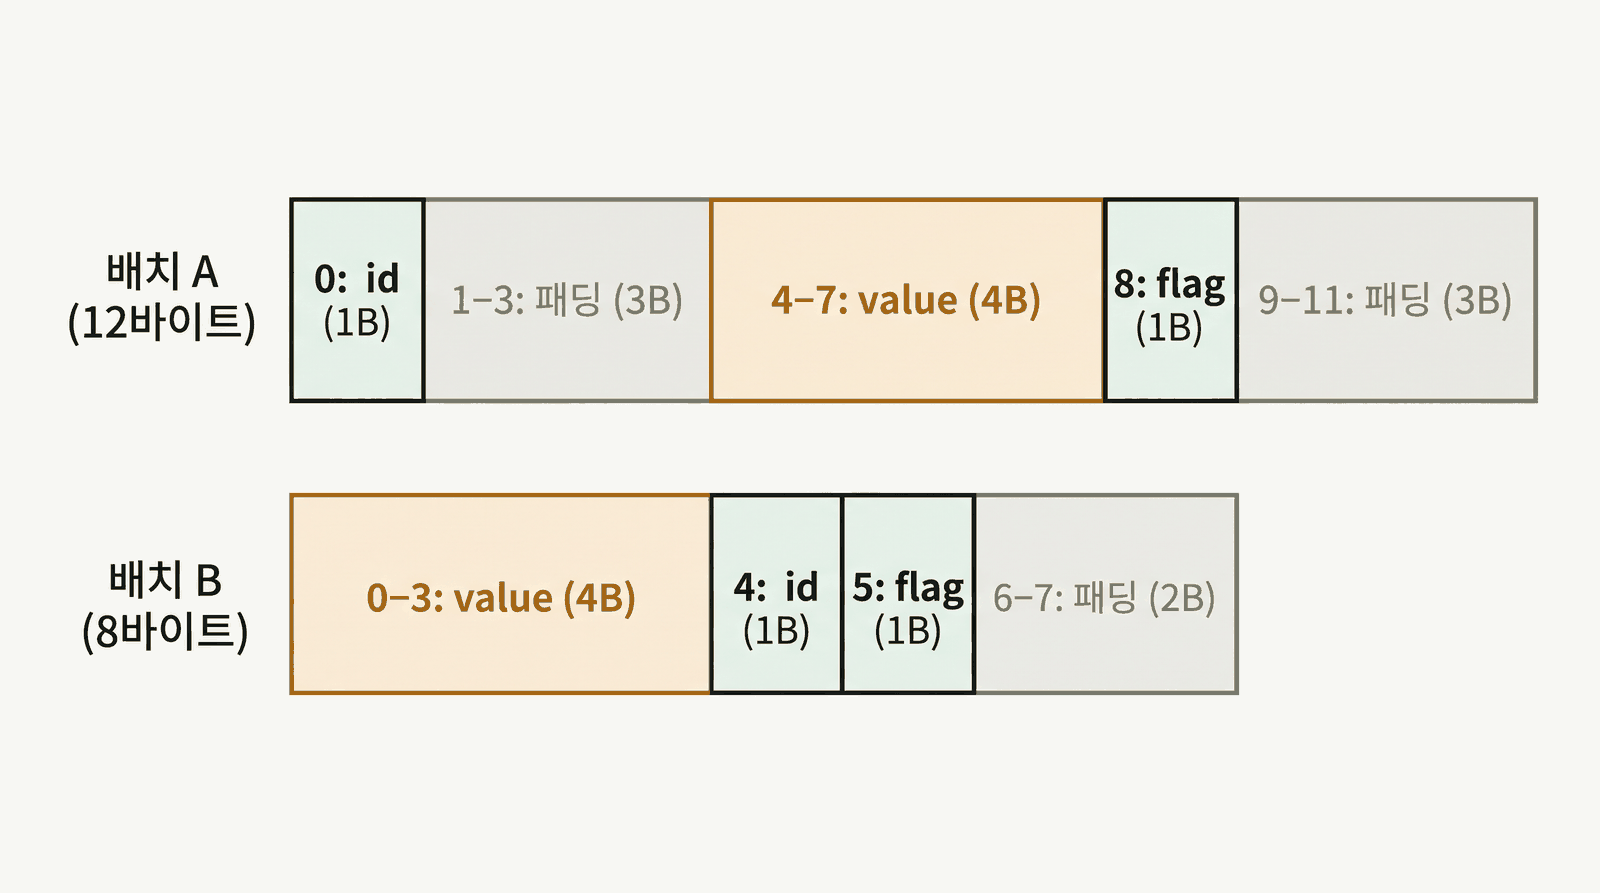 배치 A
(12바이트)
0: id
(1B)
1–3: 패딩 (3B)
4–7: value (4B)
8: flag
(1B)
9–11: 패딩 (3B)
배치 B
(8바이트)
0–3: value (4B)
4: id
(1B)
5: flag
(1B)
6–7: 패딩 (2B)